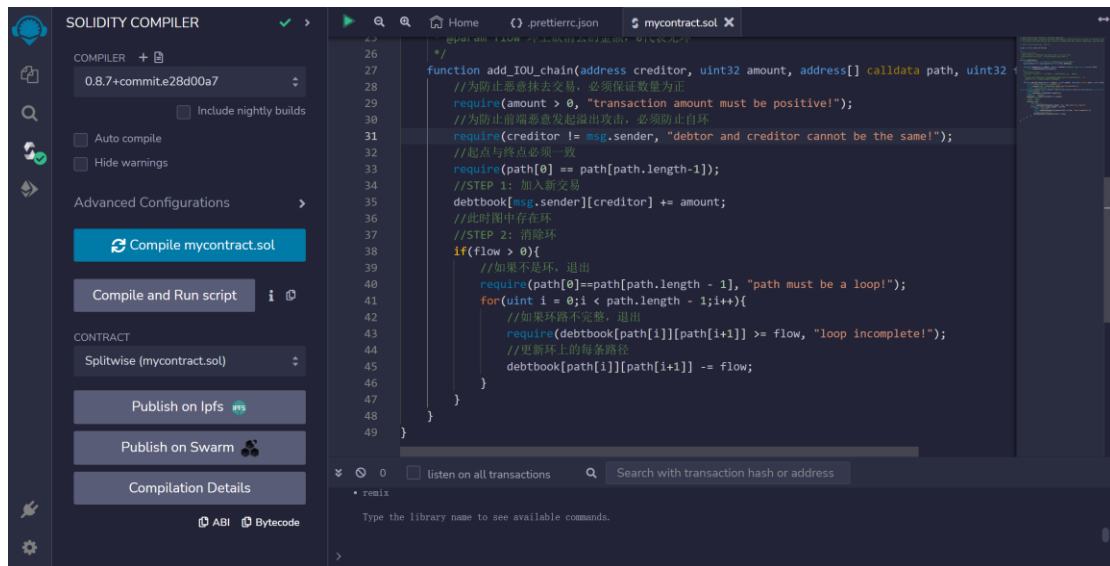 SOLIDITY COMPILER
COMPILER
0.8.7+commit.e28d00a7
Include nightly builds
Auto compile
Hide warnings
Advanced Configurations
Compile mycontract.sol
Compile and Run script
CONTRACT
Splitwise (mycontract.sol)
Publish on Ipfs
IPFS
Publish on Swarm
Compilation Details
ABI Bytecode
Home
{} .prettierrc.json
mycontract.sol
25
26 */
27 function add_IOU_chain(address creditor, uint32 amount, address[] calldata path, uint32
28 //为防止恶意抹去交易，必须保证数量为正
29 require(amount > 0, "transaction amount must be positive!");
30 //为防止前端恶意发起溢出攻击，必须防止自环
31 require(creditor != msg.sender, "debtor and creditor cannot be the same!");
32 //起点与终点必须一致
33 require(path[0] == path[path.length-1]);
34 //STEP 1: 加入新交易
35 debtbook[msg.sender][creditor] += amount;
36 //此时图中存在环
37 //STEP 2: 消除环
38 if(flow > 0){
39 //如果不是环，退出
40 require(path[0]==path[path.length - 1], "path must be a loop!");
41 for(uint i = 0;i < path.length - 1;i++){
42 //如果环路不完整，退出
43 require(debtbook[path[i]][path[i+1]] >= flow, "loop incomplete!");
44 //更新环上的每条路径
45 debtbook[path[i]][path[i+1]] -= flow;
46 }
47 }
48 }
49 }
0
listen on all transactions
Search with transaction hash or address
• remix
Type the library name to see available commands.
>